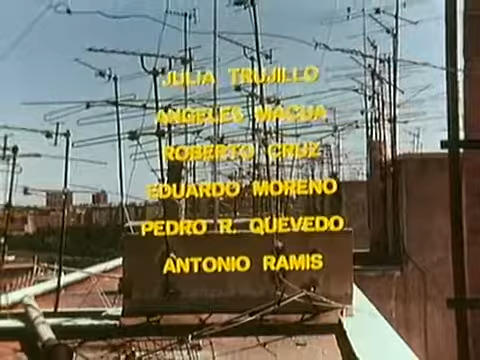 JULIA TRUJILLO
ANGELES MACUA
ROBERTO CRUZ
EDUARDO MORENO
PEDRO R. QUEVEDO
ANTONIO RAMIS